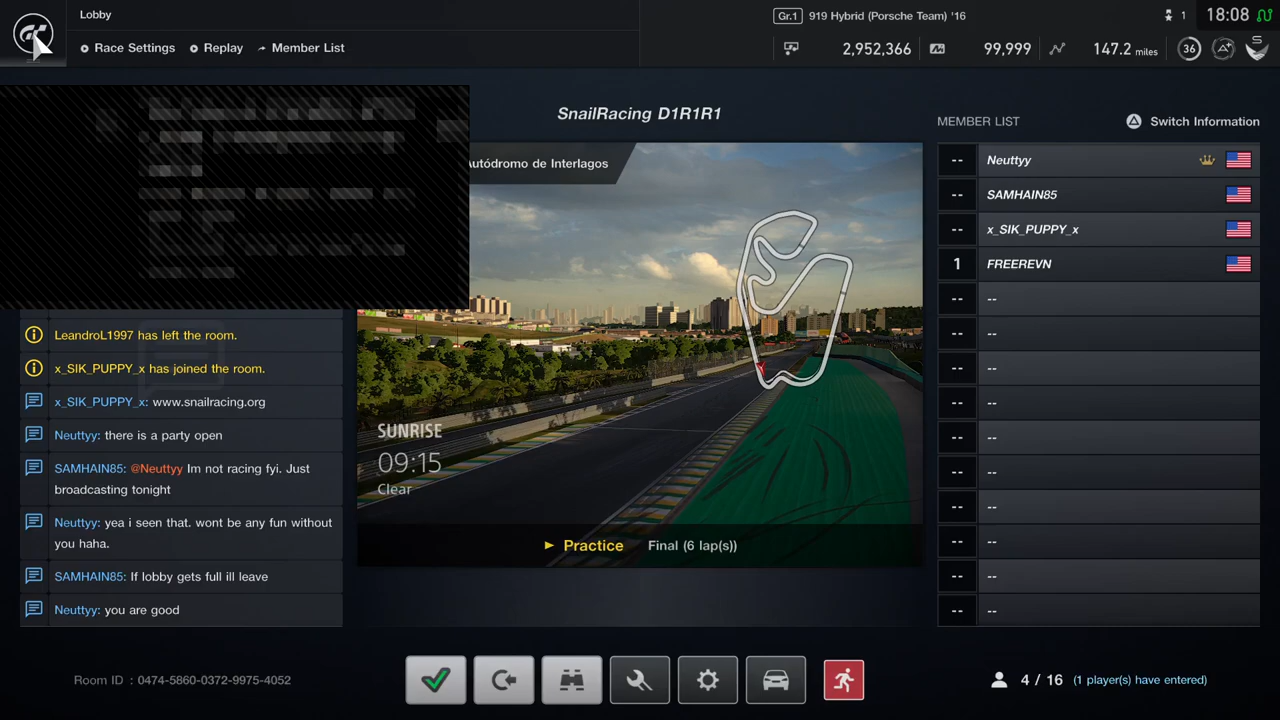 Lobby
Gr.1 919 Hybrid (Porsche Team) '16
1 18:08
Race Settings Replay Member List
2,952,366 99,999 147.2 miles 36
SnailRacing D1R1R1
Autódromo de Interlagos
MEMBER LIST Switch Information
-- Neuttyy
-- SAMHAIN85
-- x_SIK_PUPPY_x
1 FREEREVN
-- --
-- --
-- --
-- --
-- --
-- --
-- --
-- --
-- --
-- --
LeandroL1997 has left the room.
x_SIK_PUPPY_x has joined the room.
x_SIK_PUPPY_x: www.snailracing.org
Neuttyy: there is a party open
SAMHAIN85: @Neuttyy Im not racing fyi. Just
broadcasting tonight
Neuttyy: yea i seen that. wont be any fun without
you haha.
SAMHAIN85: If lobby gets full ill leave
Neuttyy: you are good
SUNRISE
09:15
Clear
Practice Final (6 lap(s))
Room ID : 0474-5860-0372-9975-4052
4 / 16 (1 player(s) have entered)